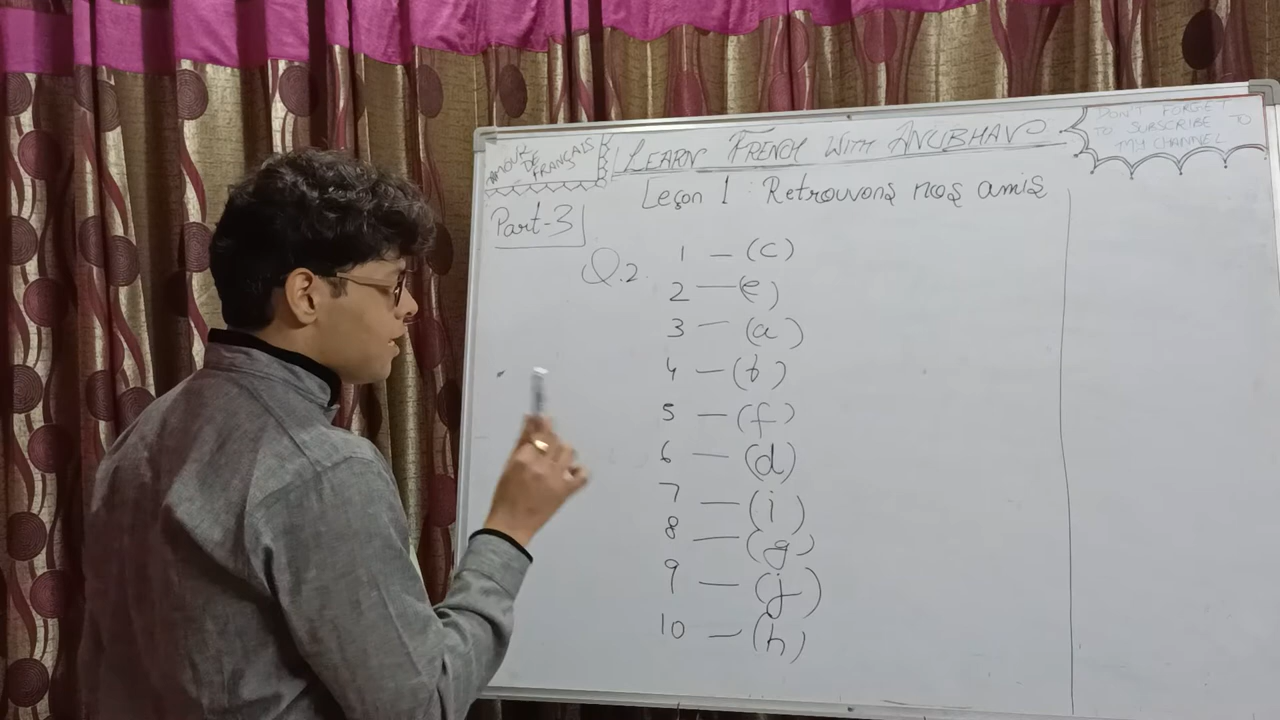 AMOUR
DE
FRANÇAIS
LEARN FRENCH WITH ANUBHAV
DON'T FORGET
TO SUBSCRIBE TO
MY CHANNEL
Leçon 1 : Retrouvons nos amis
Part-3
Q.2. 1 — (c)
2 — (e)
3 — (a)
4 — (b)
5 — (f)
6 — (d)
7 — (i)
8 — (g)
9 — (j)
10 — (h)